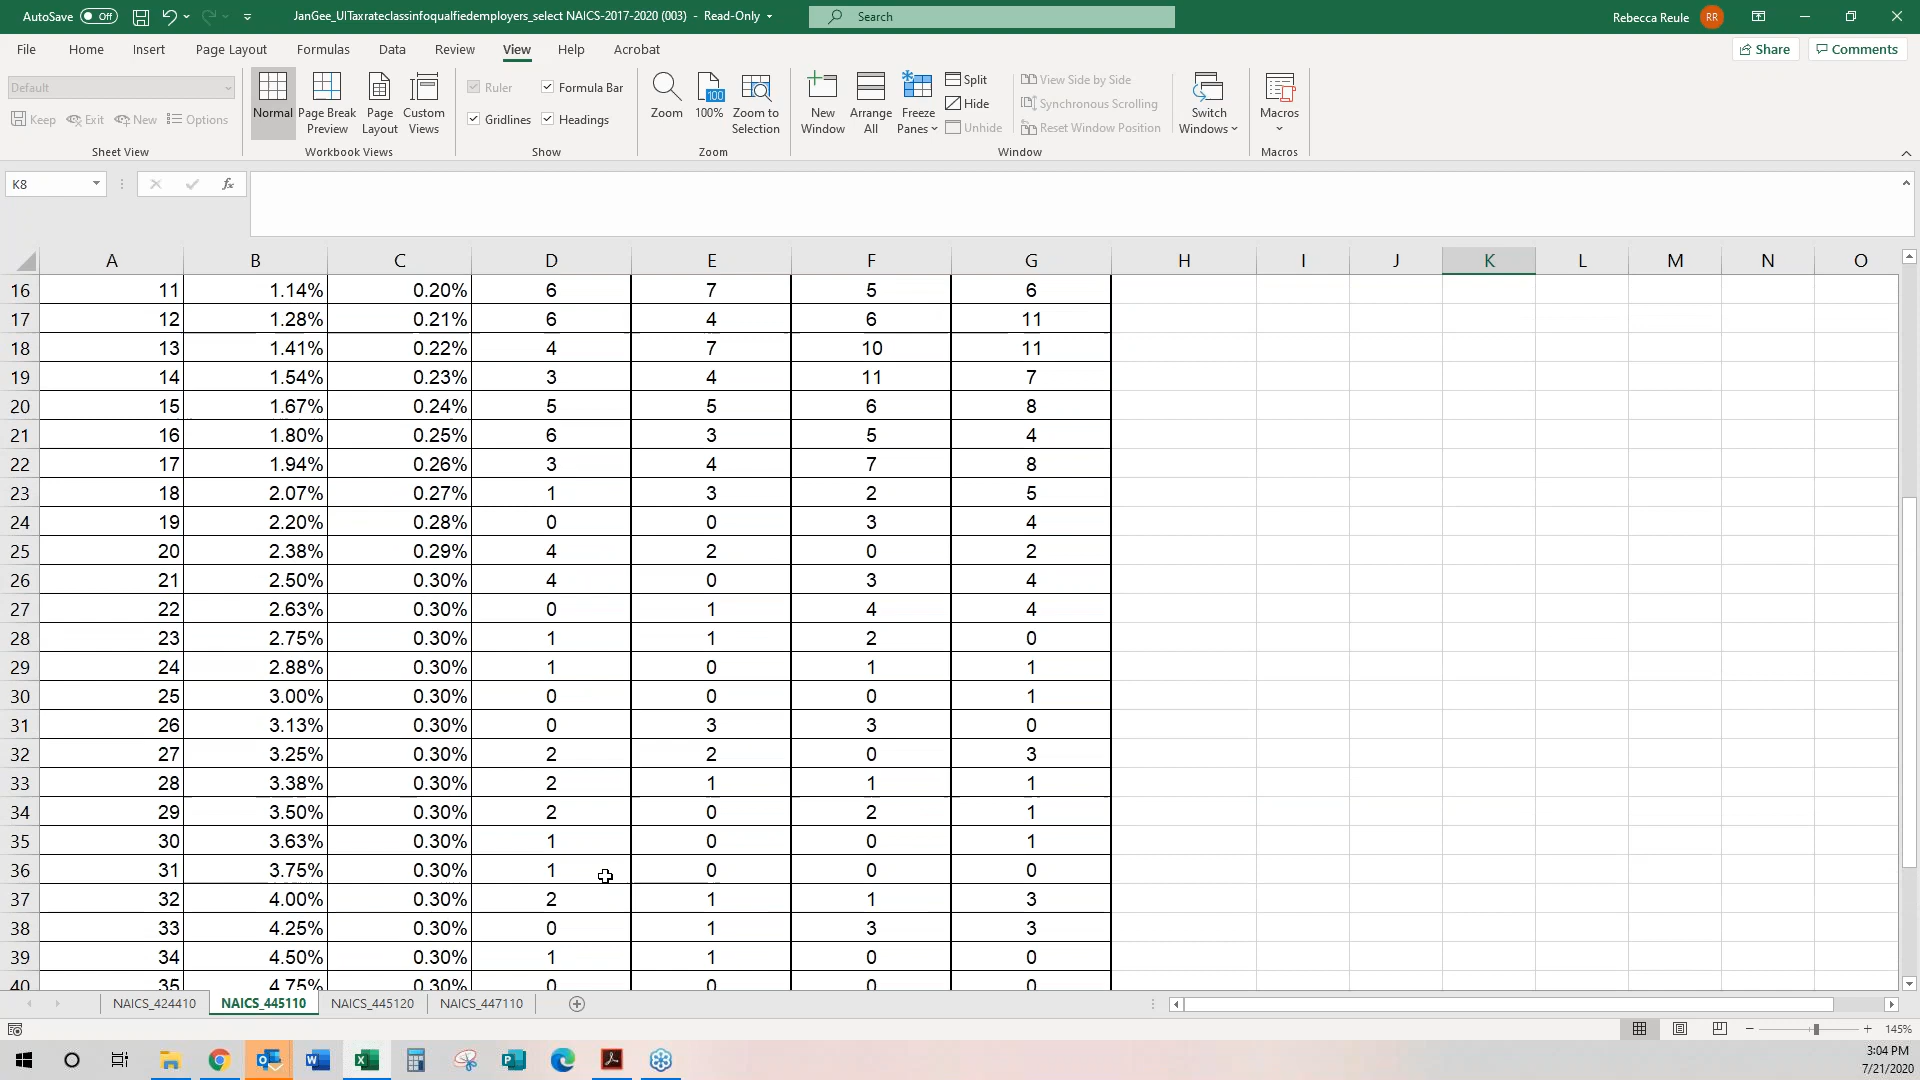 AutoSave Off JanGee_UITaxrateclassinfoqualfiedemployers_select NAICS-2017-2020 (003) - Read-Only Search Rebecca Reule RR
File Home Insert Page Layout Formulas Data Review View Help Acrobat Share Comments
Default
Keep Exit New Options
Sheet View
Normal Page Break Preview Page Layout Custom Views
Workbook Views
Ruler Formula Bar
Gridlines Headings
Show
Zoom 100 100% Zoom to Selection
Zoom
New Window Arrange All Freeze Panes
Split View Side by Side
Hide Synchronous Scrolling
Unhide Reset Window Position
Switch Windows
Window
Macros
Macros
K8 fx
A B C D E F G H I J K L M N O
16 11 1.14% 0.20% 6 7 5 6
17 12 1.28% 0.21% 6 4 6 11
18 13 1.41% 0.22% 4 7 10 11
19 14 1.54% 0.23% 3 4 11 7
20 15 1.67% 0.24% 5 5 6 8
21 16 1.80% 0.25% 6 3 5 4
22 17 1.94% 0.26% 3 4 7 8
23 18 2.07% 0.27% 1 3 2 5
24 19 2.20% 0.28% 0 0 3 4
25 20 2.38% 0.29% 4 2 0 2
26 21 2.50% 0.30% 4 0 3 4
27 22 2.63% 0.30% 0 1 4 4
28 23 2.75% 0.30% 1 1 2 0
29 24 2.88% 0.30% 1 0 1 1
30 25 3.00% 0.30% 0 0 0 1
31 26 3.13% 0.30% 0 3 3 0
32 27 3.25% 0.30% 2 2 0 3
33 28 3.38% 0.30% 2 1 1 1
34 29 3.50% 0.30% 2 0 2 1
35 30 3.63% 0.30% 1 0 0 1
36 31 3.75% 0.30% 1 0 0 0
37 32 4.00% 0.30% 2 1 1 3
38 33 4.25% 0.30% 0 1 3 3
39 34 4.50% 0.30% 1 1 0 0
40 35 4.75% 0.30% 0 0 0 0
NAICS_424410 NAICS_445110 NAICS_445120 NAICS_447110
145%
3:04 PM
7/21/2020